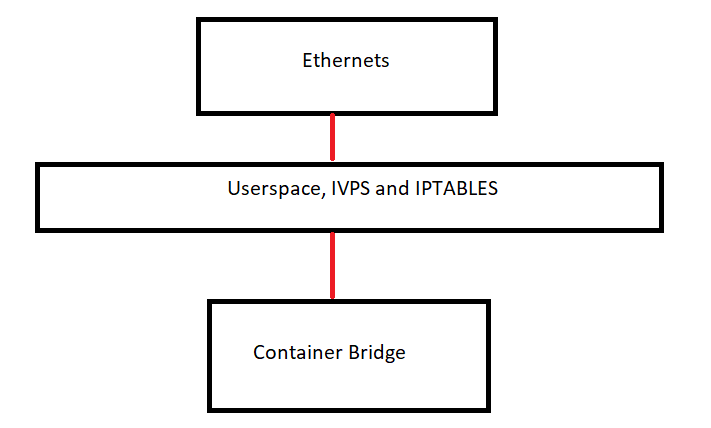 Ethernets
Userspace, IVPS and IPTABLES
Container Bridge